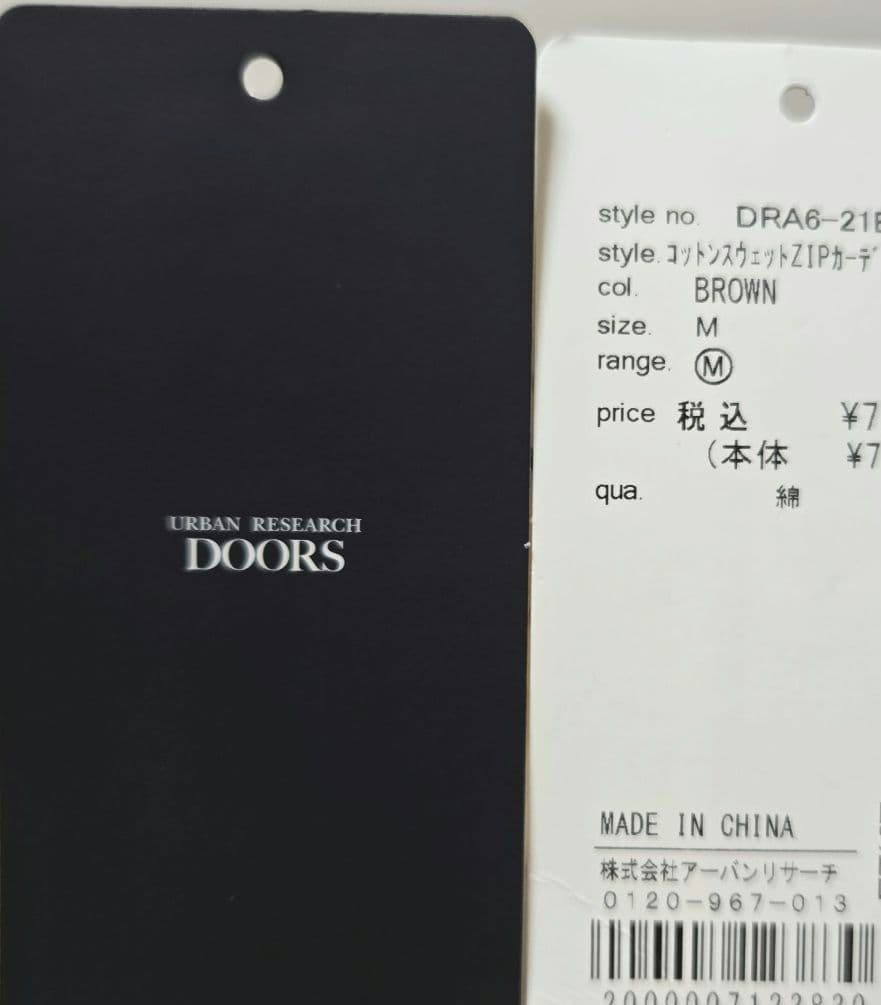 URBAN RESEARCH
DOORS
style no. DRA6-21
style. コットンスウェットZIPカーデ
col. BROWN
size. M
range. Ⓜ
price 税込 ¥7
(本体 ¥7
qua. 綿
MADE IN CHINA
株式会社アーバンリサーチ
0120-967-013